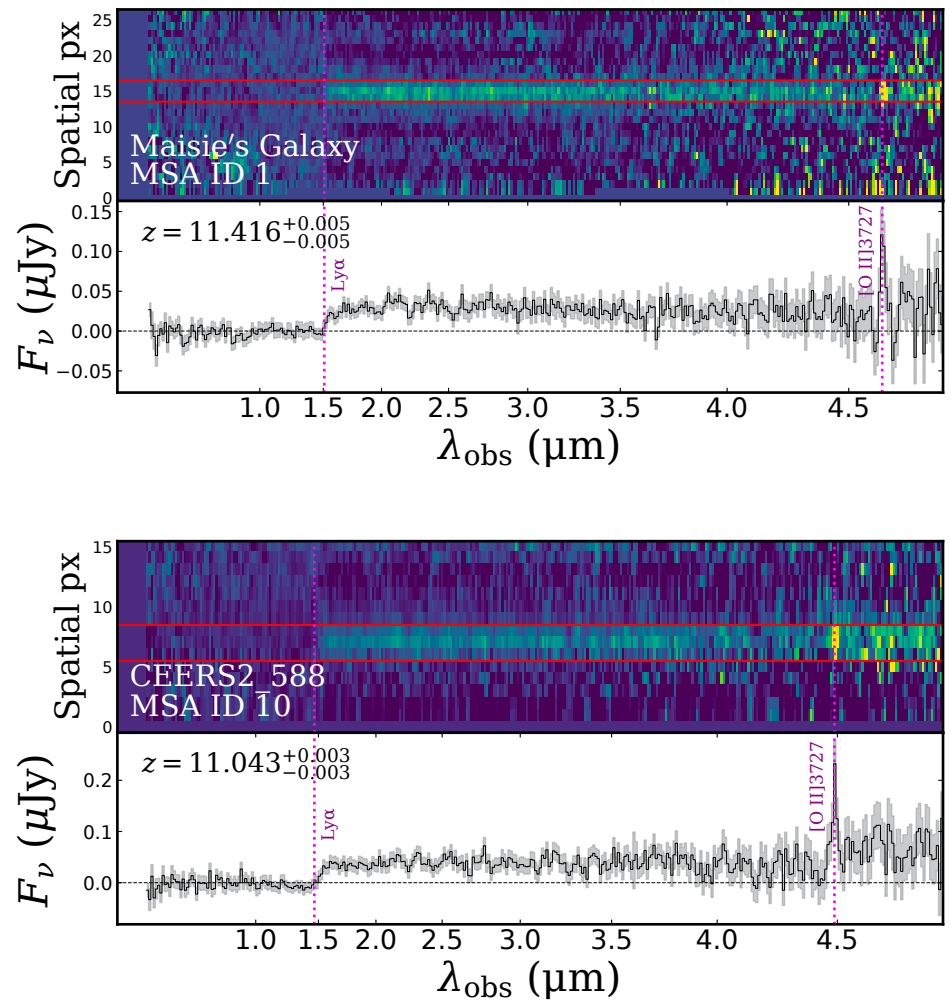 Spatial px
25
20
15
10
5
0
Maisie's Galaxy
MSA ID 1
F_ν (μJy)
0.15
0.10
0.05
0.00
−0.05
z = 11.416^{+0.005}_{−0.005}
Lyα
[O II]3727
1.0 1.5 2.0 2.5 3.0 3.5 4.0 4.5
λ_obs (μm)
Spatial px
15
10
5
0
CEERS2_588
MSA ID 10
F_ν (μJy)
0.2
0.1
0.0
z = 11.043^{+0.003}_{−0.003}
Lyα
[O II]3727
1.0 1.5 2.0 2.5 3.0 3.5 4.0 4.5
λ_obs (μm)